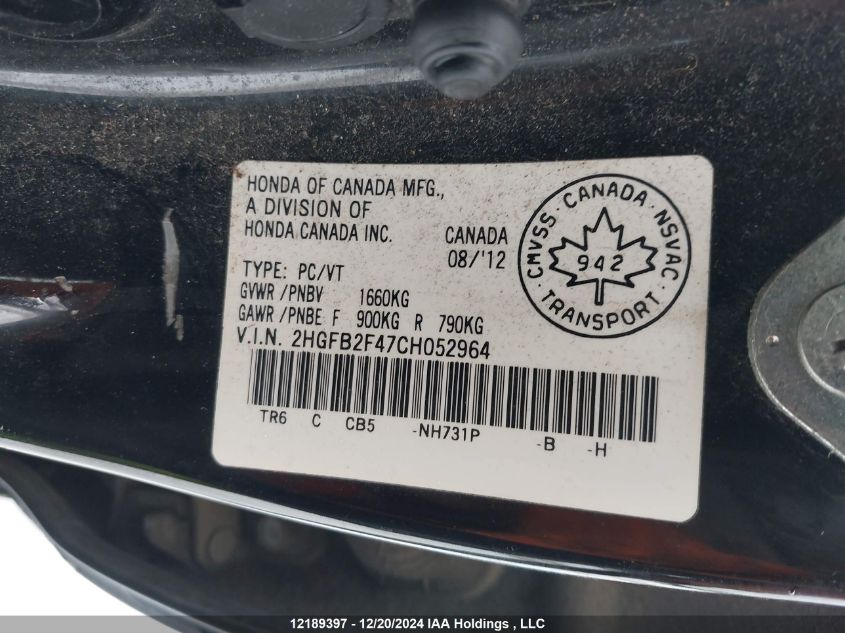 HONDA OF CANADA MFG.,
A DIVISION OF
HONDA CANADA INC.
CANADA
08/'12
TYPE: PC/VT
GVWR/PNBV 1660KG
GAWR/PNBE F 900KG R 790KG
V.I.N. 2HGFB2F47CH052964
TR6 C CB5 -NH731P -B -H
CMVSS · CANADA · NSVAC
942
TRANSPORT
12189397 - 12/20/2024 IAA Holdings , LLC